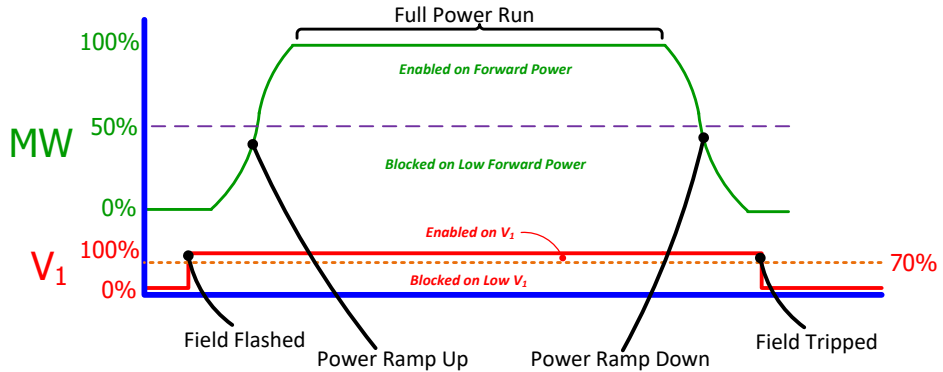 Full Power Run
100%
Enabled on Forward Power
50%
MW
Blocked on Low Forward Power
0%
Enabled on V1
100%
70%
V1
Blocked on Low V1
0%
Field Flashed
Power Ramp Up
Power Ramp Down
Field Tripped